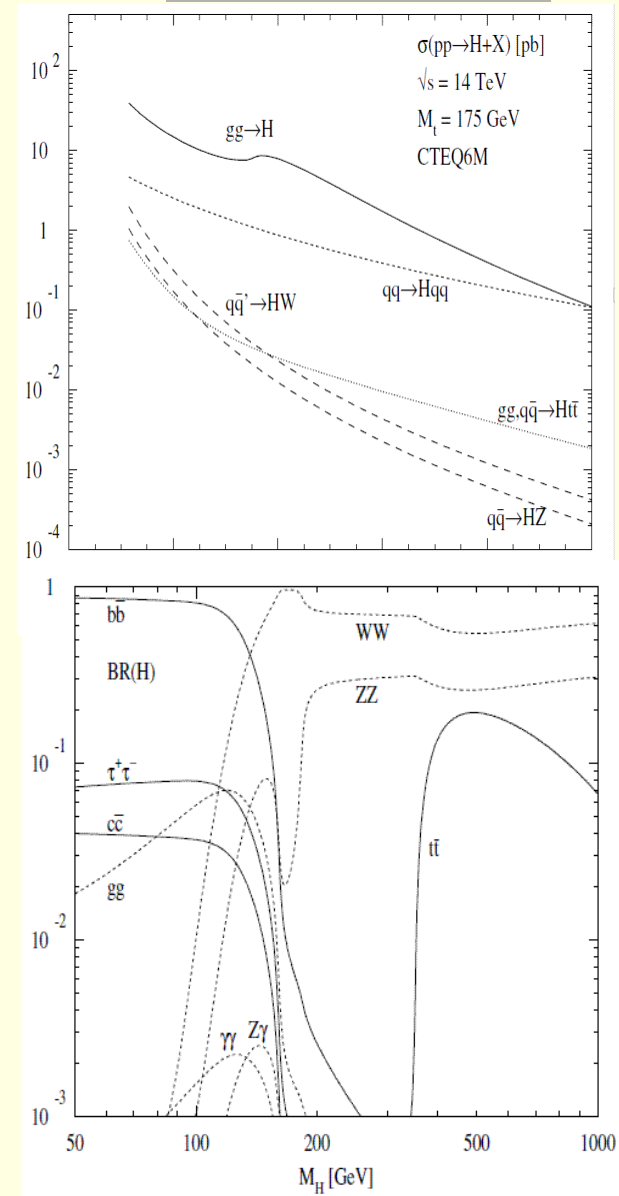 σ(pp→H+X) [pb]
√s = 14 TeV
M_t = 175 GeV
CTEQ6M
gg→H
qq→Hqq
qq̄'→HW
gg,qq̄→Htt̄
qq̄→HZ
10^2
10
1
10^-1
10^-2
10^-3
10^-4
1
bb̄
WW
BR(H)
ZZ
10^-1
τ^+τ^-
cc̄
tt̄
gg
10^-2
γγ
Zγ
10^-3
50 100 200 500 1000
M_H [GeV]